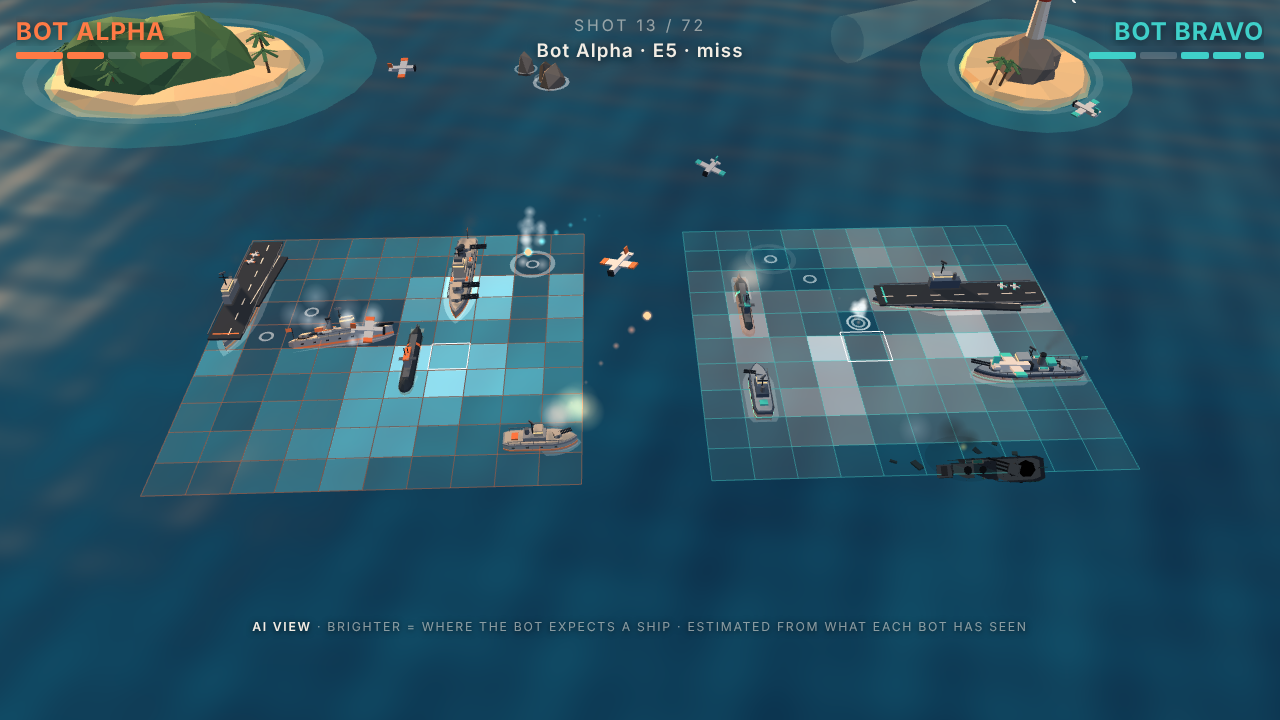 BOT ALPHA
SHOT 13 / 72
Bot Alpha · E5 · miss
BOT BRAVO
AI VIEW · BRIGHTER = WHERE THE BOT EXPECTS A SHIP · ESTIMATED FROM WHAT EACH BOT HAS SEEN